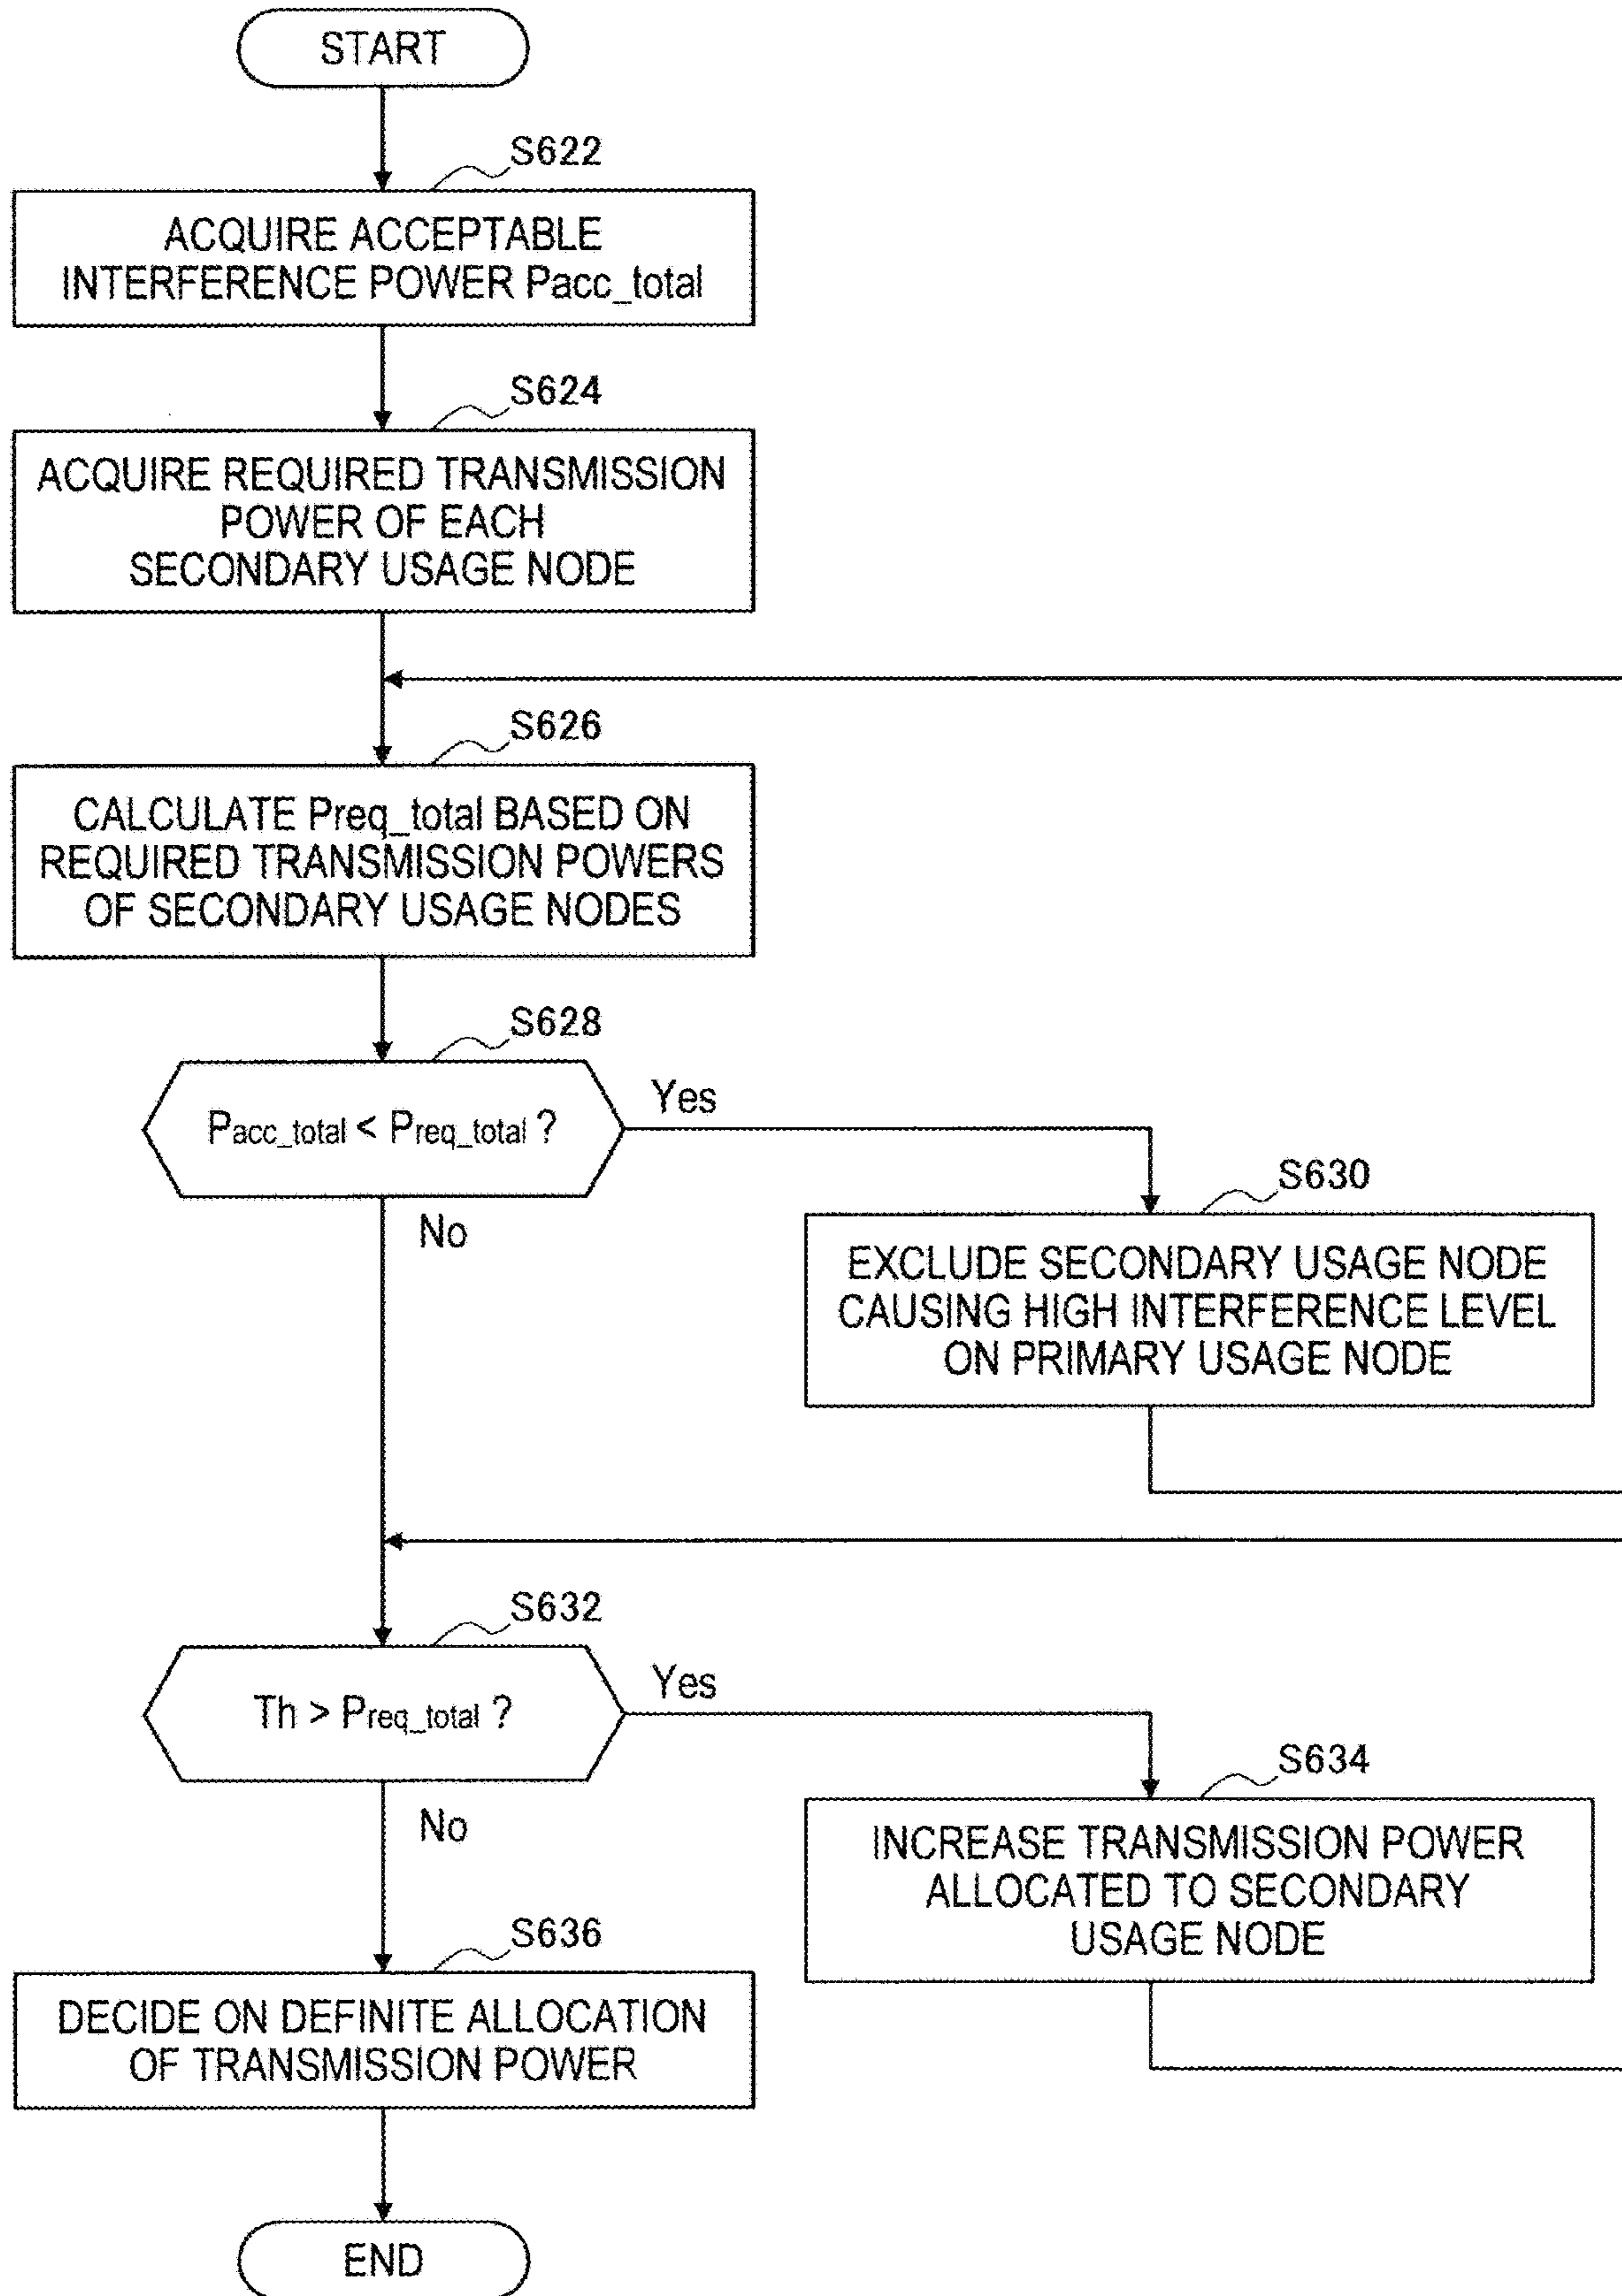 START
S622
ACQUIRE ACCEPTABLE
INTERFERENCE POWER Pacc_total
S624
ACQUIRE REQUIRED TRANSMISSION
POWER OF EACH
SECONDARY USAGE NODE
S626
CALCULATE Preq_total BASED ON
REQUIRED TRANSMISSION POWERS
OF SECONDARY USAGE NODES
S628
Pacc_total < Preq_total ?
Yes
No
S630
EXCLUDE SECONDARY USAGE NODE
CAUSING HIGH INTERFERENCE LEVEL
ON PRIMARY USAGE NODE
S632
Th > Preq_total ?
Yes
No
S634
INCREASE TRANSMISSION POWER
ALLOCATED TO SECONDARY
USAGE NODE
S636
DECIDE ON DEFINITE ALLOCATION
OF TRANSMISSION POWER
END